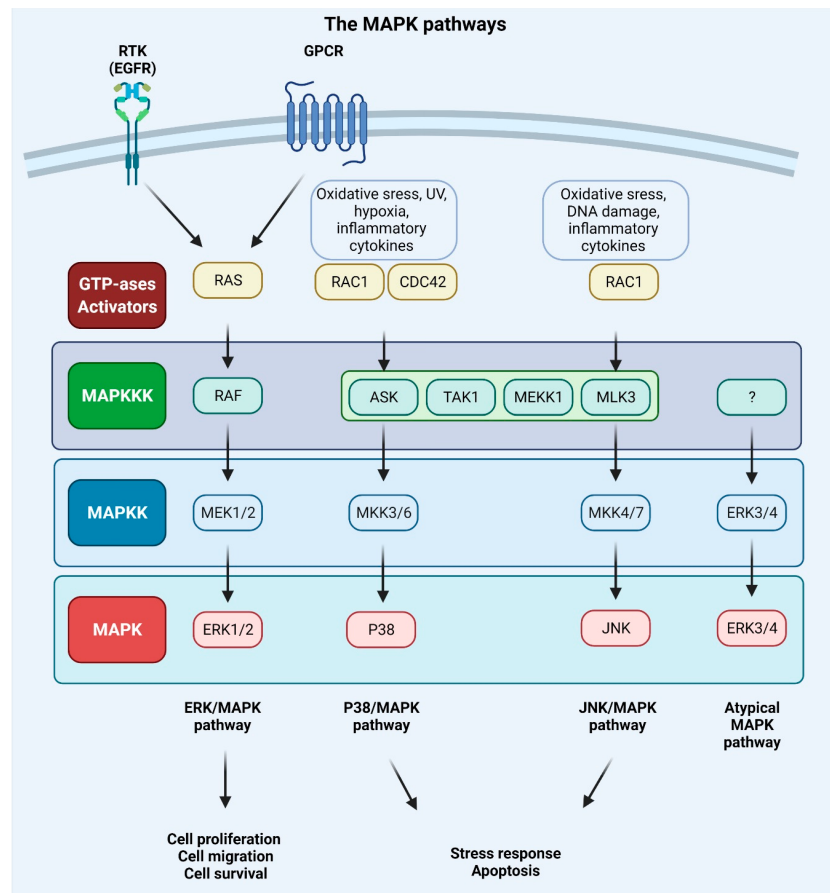 The MAPK pathways
RTK
(EGFR)
GPCR
Oxidative sress, UV,
hypoxia,
inflammatory
cytokines
Oxidative sress,
DNA damage,
inflammatory
cytokines
GTP-ases
Activators
RAS
RAC1
CDC42
RAC1
MAPKKK
RAF
ASK
TAK1
MEKK1
MLK3
?
MAPKK
MEK1/2
MKK3/6
MKK4/7
ERK3/4
MAPK
ERK1/2
P38
JNK
ERK3/4
ERK/MAPK
pathway
P38/MAPK
pathway
JNK/MAPK
pathway
Atypical
MAPK
pathway
Cell proliferation
Cell migration
Cell survival
Stress response
Apoptosis